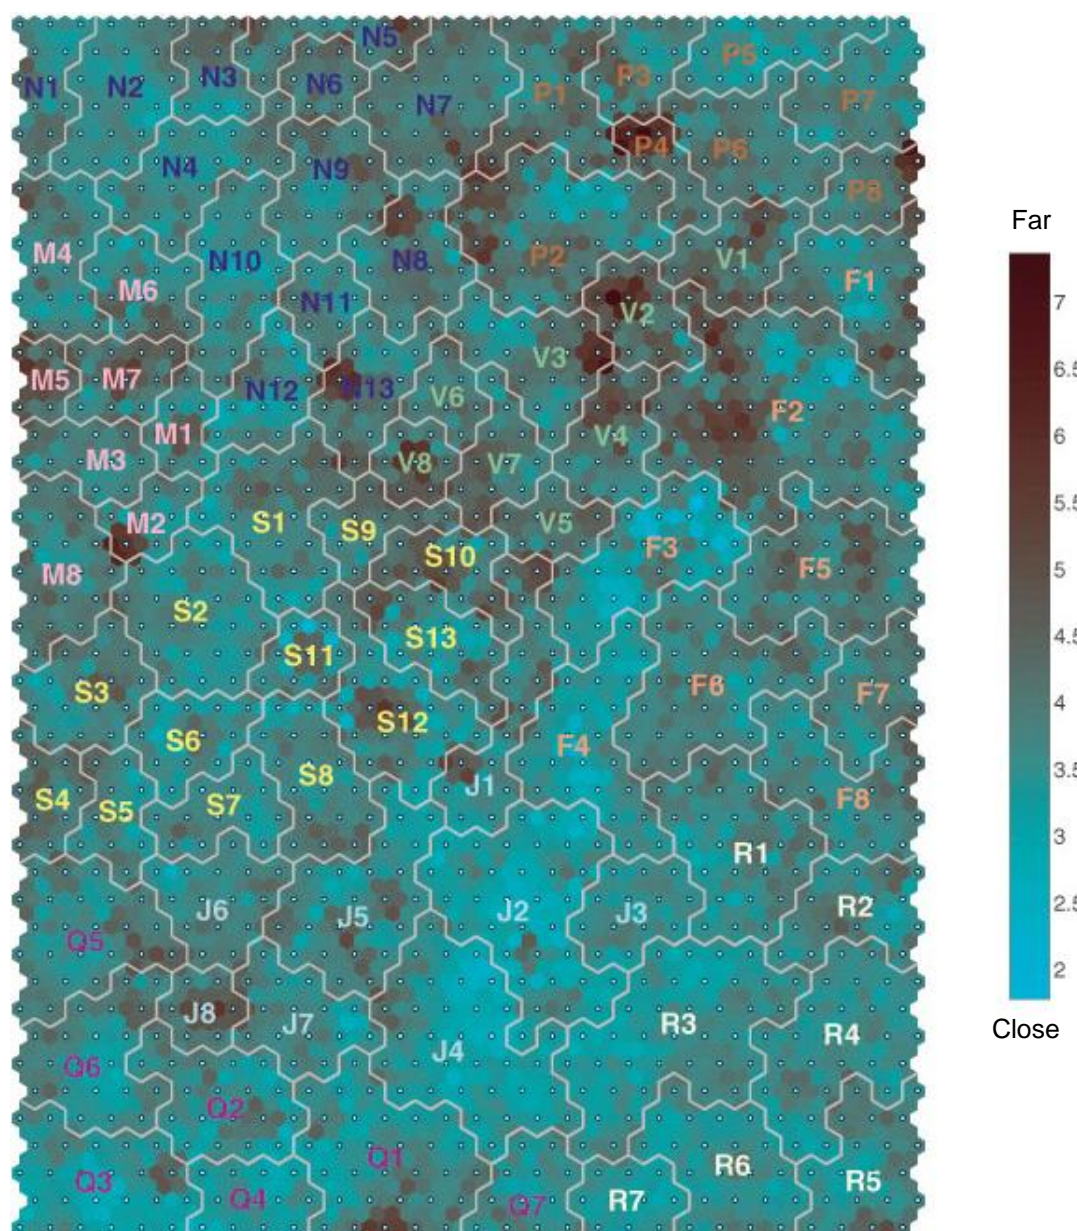 N5
P5
Far
N3
P3
N1
N2
N6
P1
N7
P7
P4
P6
N4
N9
P8
M4
N10
N8
P2
V1
M6
F1
N11
V2
7
V3
M5
M7
N12
N13
V6
6.5
F2
M1
V4
6
M3
V8
V7
5.5
M2
S1
S9
V5
S10
F3
5
M8
F5
S2
S13
4.5
S11
S3
F6
F7
4
S12
S6
F4
S8
J1
3.5
S4
S7
S5
F8
R1
3
J6
J5
J2
J3
R2
2.5
Q5
2
J8
J7
R3
Close
R4
J4
Q6
Q2
Q1
R6
Q3
R5
Q4
Q7
R7